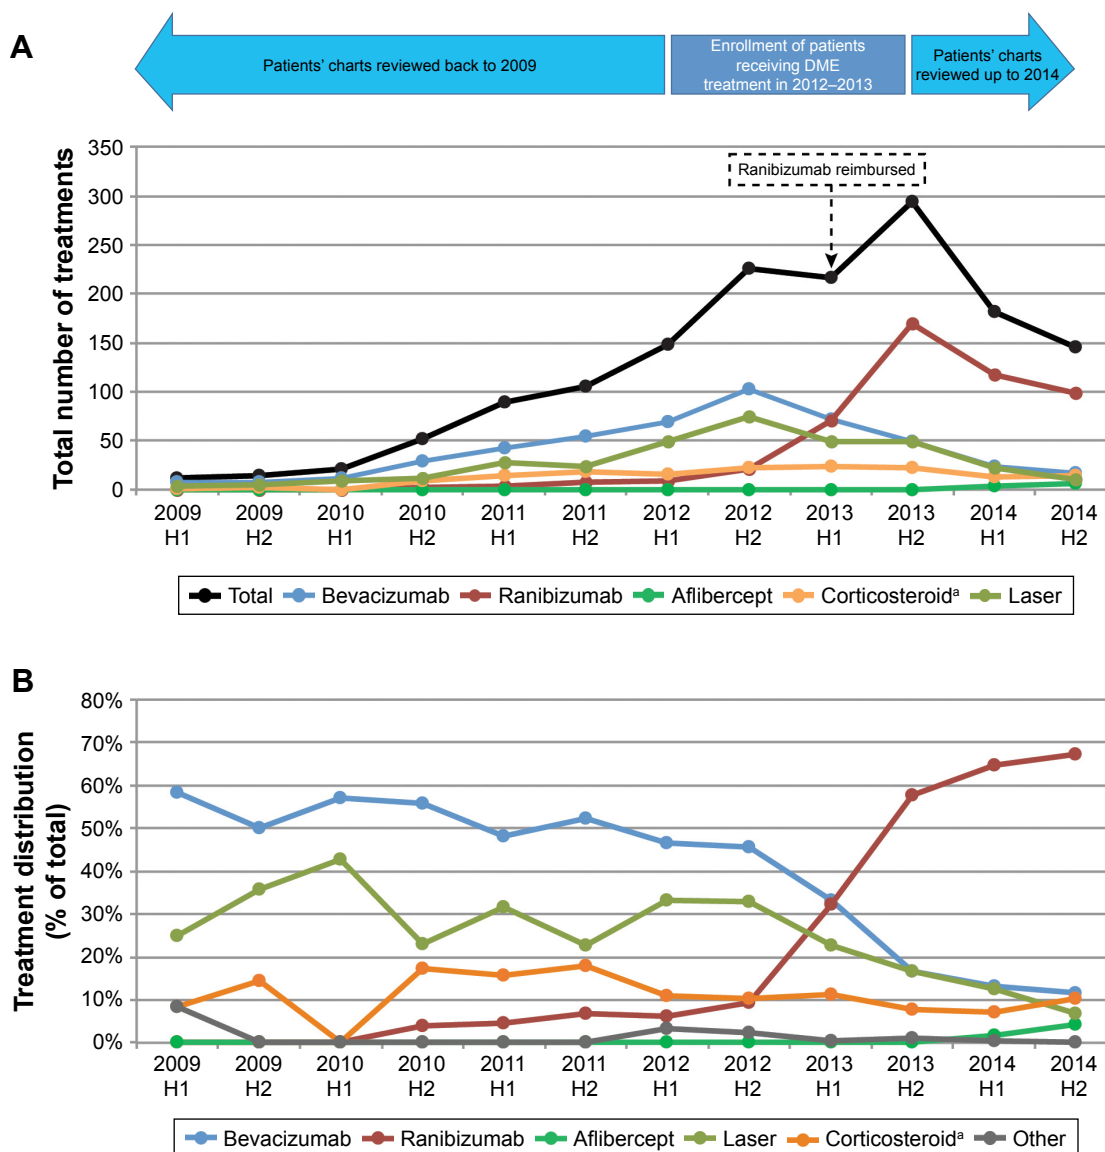 A
Patients' charts reviewed back to 2009
Enrollment of patients
receiving DME
treatment in 2012–2013
Patients' charts
reviewed up to 2014
Total number of treatments
350
300
250
200
150
100
50
0
Ranibizumab reimbursed
2009 2009 2010 2010 2011 2011 2012 2012 2013 2013 2014 2014
H1 H2 H1 H2 H1 H2 H1 H2 H1 H2 H1 H2
Total Bevacizumab Ranibizumab Aflibercept Corticosteroidᵃ Laser
B
Treatment distribution
(% of total)
80%
70%
60%
50%
40%
30%
20%
10%
0%
2009 2009 2010 2010 2011 2011 2012 2012 2013 2013 2014 2014
H1 H2 H1 H2 H1 H2 H1 H2 H1 H2 H1 H2
Bevacizumab Ranibizumab Aflibercept Laser Corticosteroidᵃ Other